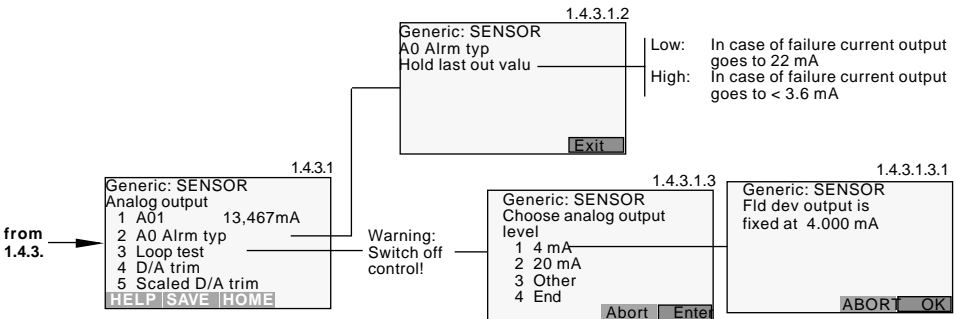 1.4.3.1.2
Generic: SENSOR
A0 Alrm typ
Hold last out valu
Exit
Low: In case of failure current output
goes to 22 mA
High: In case of failure current output
goes to < 3.6 mA
from
1.4.3.
1.4.3.1
Generic: SENSOR
Analog output
1 A01 13,467mA
2 A0 Alrm typ
3 Loop test
4 D/A trim
5 Scaled D/A trim
HELP SAVE HOME
Warning:
Switch off
control!
1.4.3.1.3
Generic: SENSOR
Choose analog output
level
1 4 mA
2 20 mA
3 Other
4 End
Abort Enter
1.4.3.1.3.1
Generic: SENSOR
Fld dev output is
fixed at 4.000 mA
ABORT OK